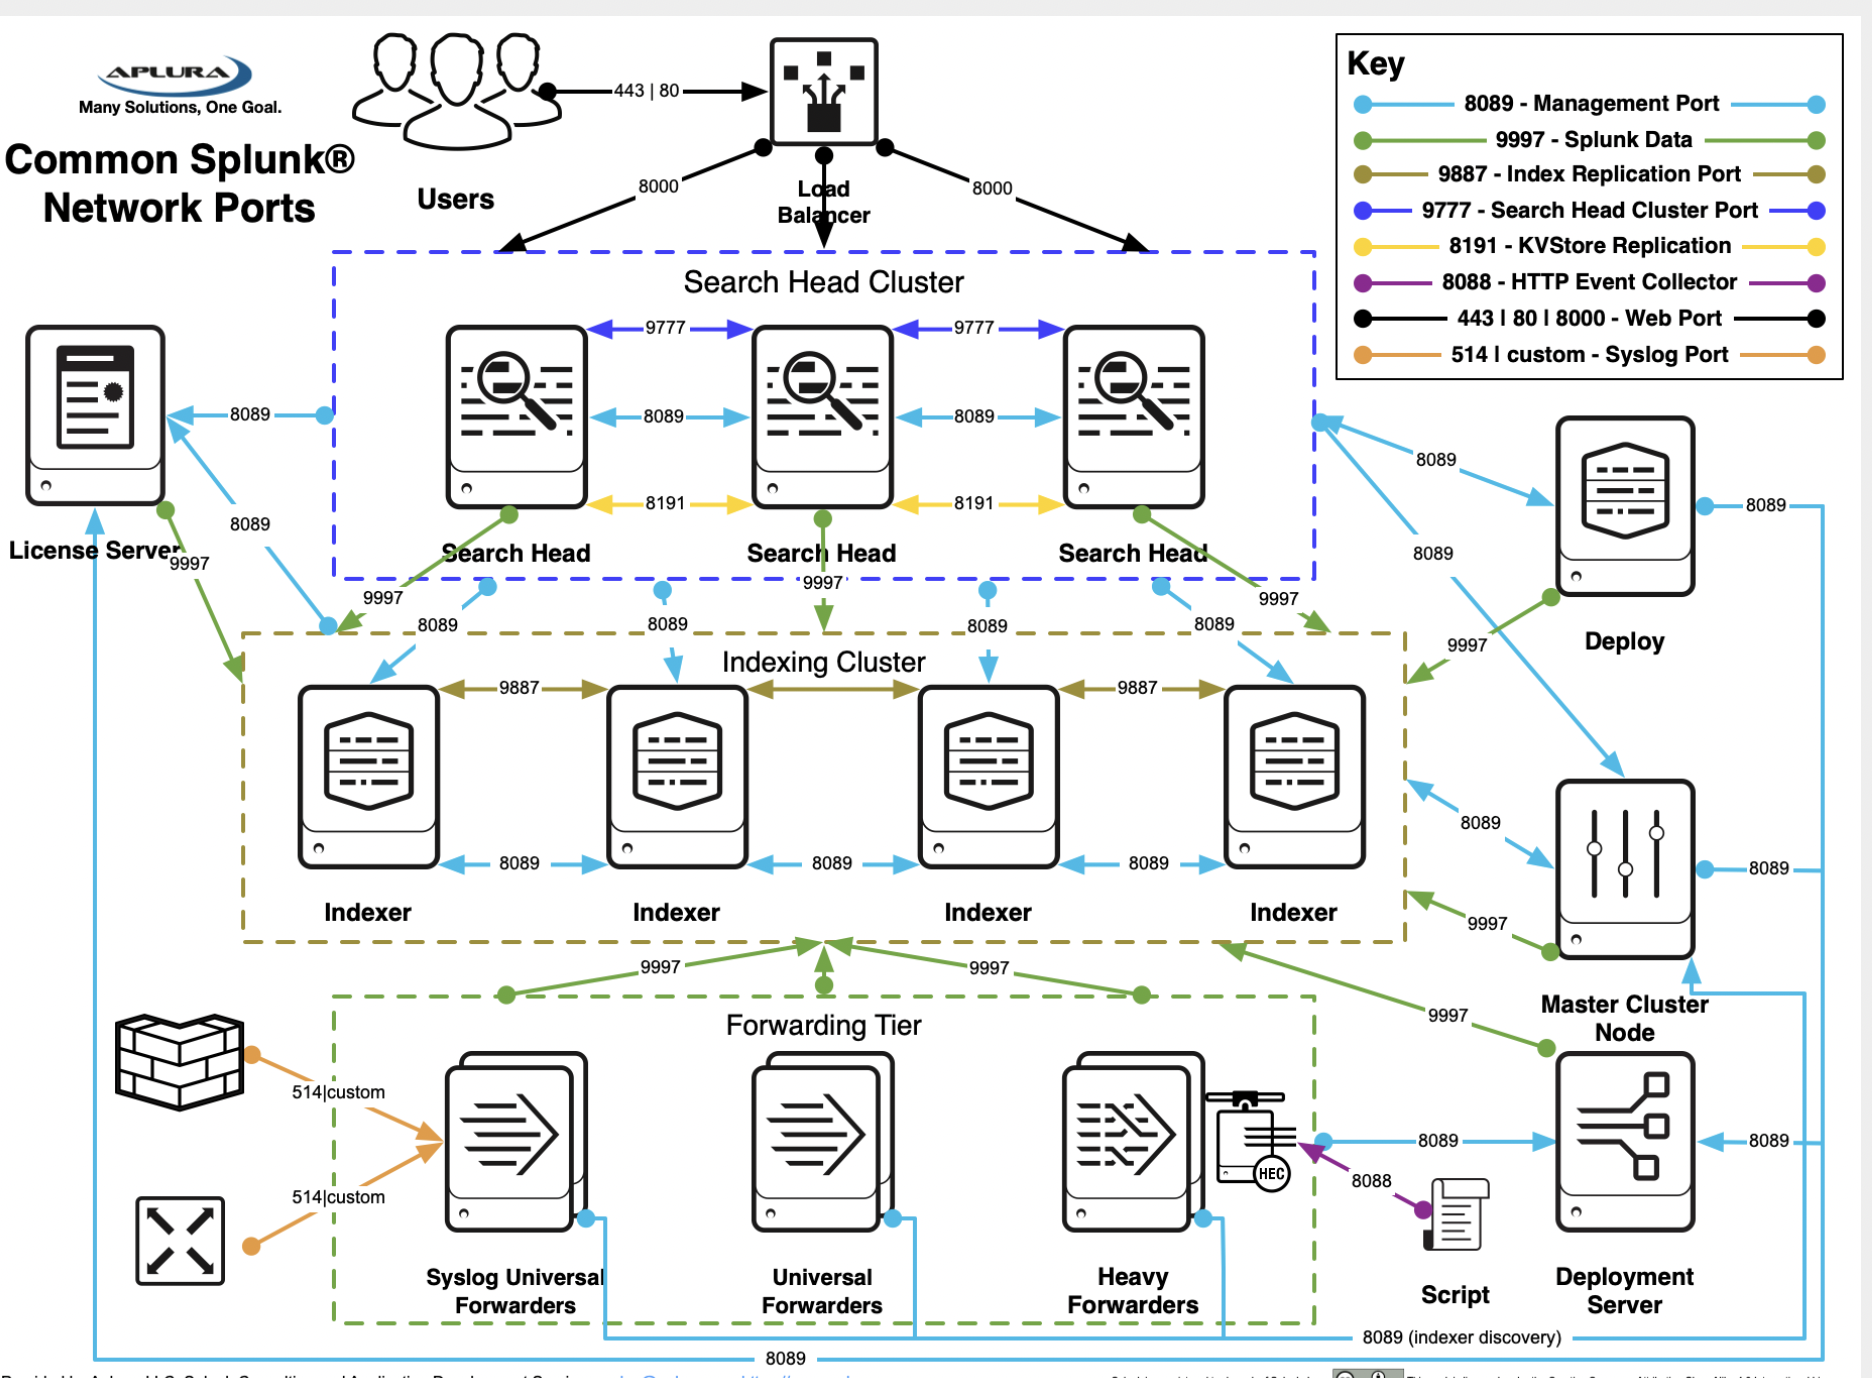 APLURA
Many Solutions, One Goal.
Common Splunk®
Network Ports
Users
443 | 80
Load
Balancer
8000
8000
Key
8089 - Management Port
9997 - Splunk Data
9887 - Index Replication Port
9777 - Search Head Cluster Port
8191 - KVStore Replication
8088 - HTTP Event Collector
443 | 80 | 8000 - Web Port
514 | custom - Syslog Port
Search Head Cluster
9777
9777
8089
8089
8089
8191
8191
Search Head
Search Head
Search Head
License Server
8089
9997
8089
8089
8089
Deploy
9997
9997
9997
9997
8089
8089
8089
8089
Indexing Cluster
9887
9887
8089
8089
8089
Indexer
Indexer
Indexer
Indexer
8089
8089
9997
Master Cluster
Node
9997
9997
9997
Forwarding Tier
514|custom
514|custom
HEC
8089
8089
8088
Syslog Universal
Forwarders
Universal
Forwarders
Heavy
Forwarders
Script
Deployment
Server
8089 (indexer discovery)
8089